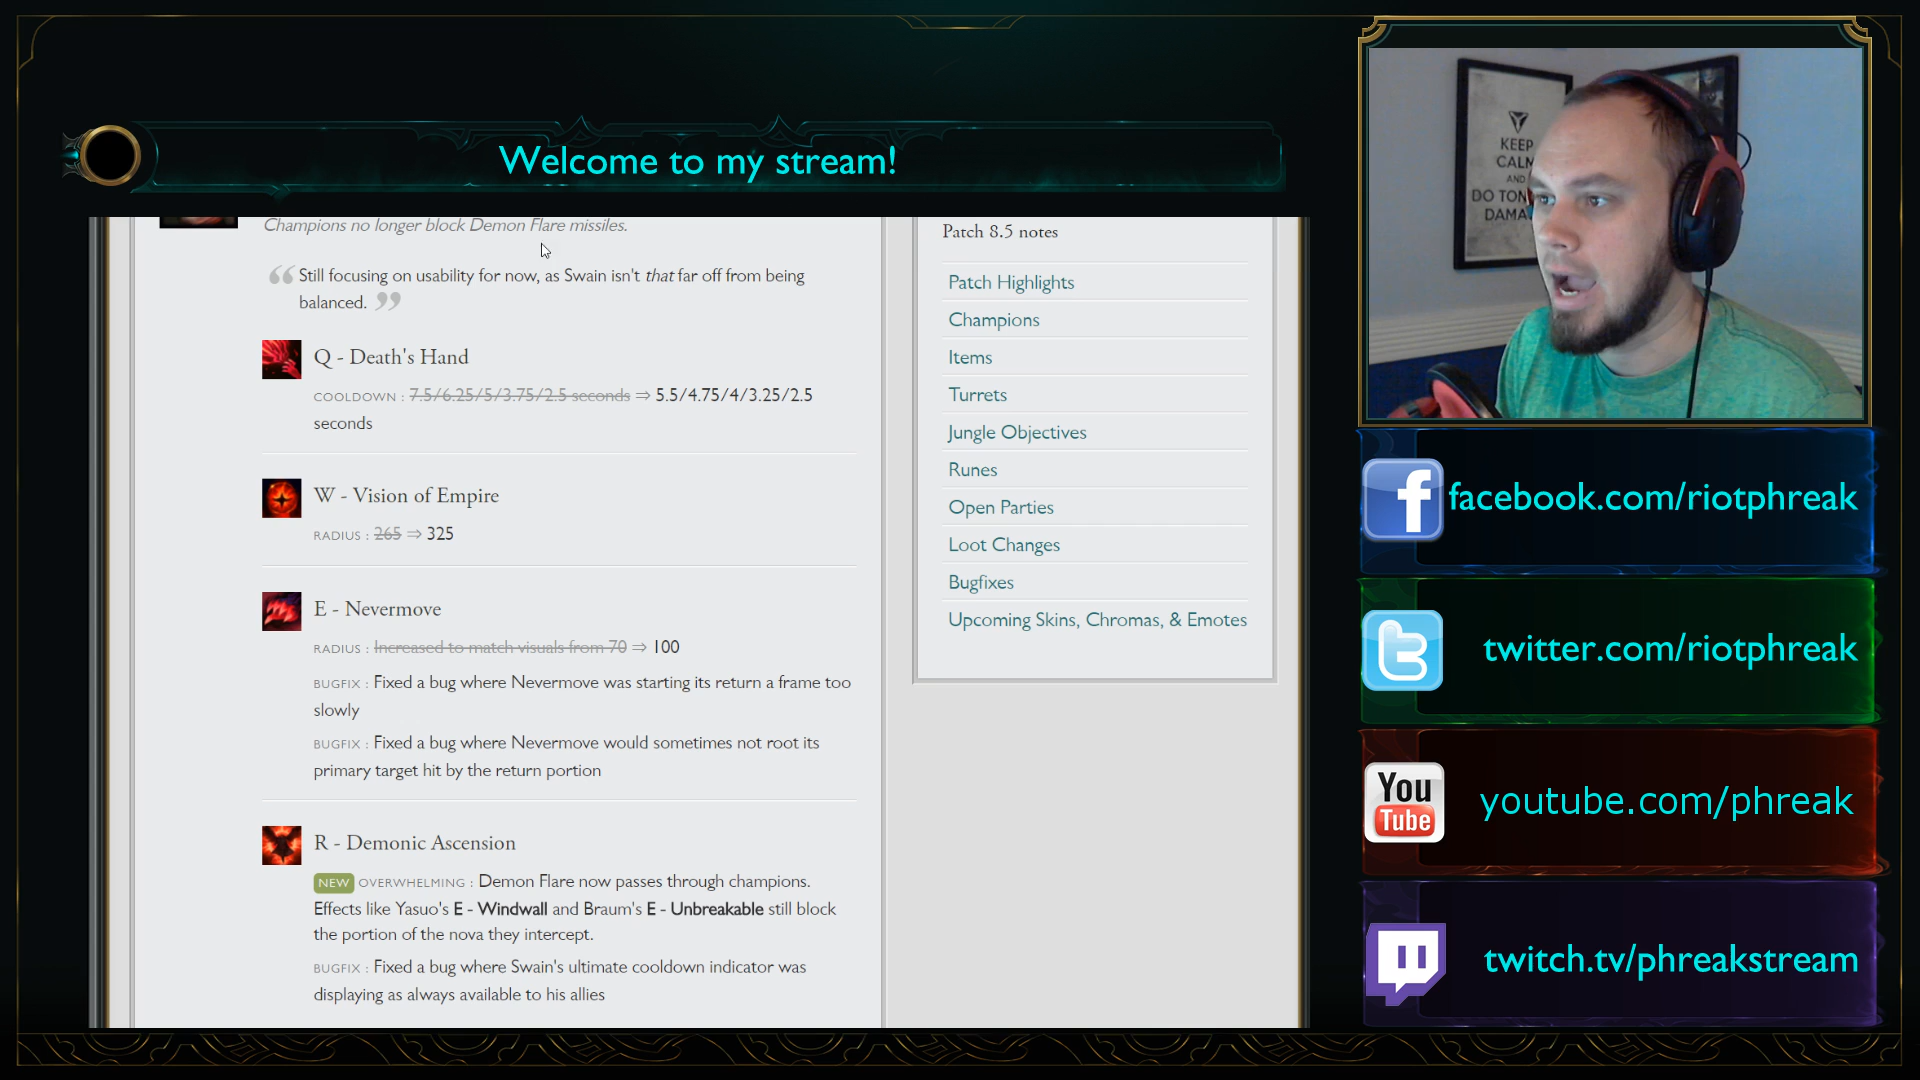 Welcome to my stream!
Champions no longer block Demon Flare missiles.
“ Still focusing on usability for now, as Swain isn't that far off from being
balanced. ”
Q - Death's Hand
COOLDOWN : 7.5/6.25/5/3.75/2.5 seconds ⇒ 5.5/4.75/4/3.25/2.5
seconds
W - Vision of Empire
RADIUS : 265 ⇒ 325
E - Nevermove
RADIUS : Increased to match visuals from 70 ⇒ 100
BUGFIX : Fixed a bug where Nevermove was starting its return a frame too
slowly
BUGFIX : Fixed a bug where Nevermove would sometimes not root its
primary target hit by the return portion
R - Demonic Ascension
NEW OVERWHELMING : Demon Flare now passes through champions.
Effects like Yasuo's E - Windwall and Braum's E - Unbreakable still block
the portion of the nova they intercept.
BUGFIX : Fixed a bug where Swain's ultimate cooldown indicator was
displaying as always available to his allies
Patch 8.5 notes
Patch Highlights
Champions
Items
Turrets
Jungle Objectives
Runes
Open Parties
Loot Changes
Bugfixes
Upcoming Skins, Chromas, & Emotes
KEEP
CALM
AND
DO TON
DAMA
facebook.com/riotphreak
twitter.com/riotphreak
You
Tube
youtube.com/phreak
twitch.tv/phreakstream